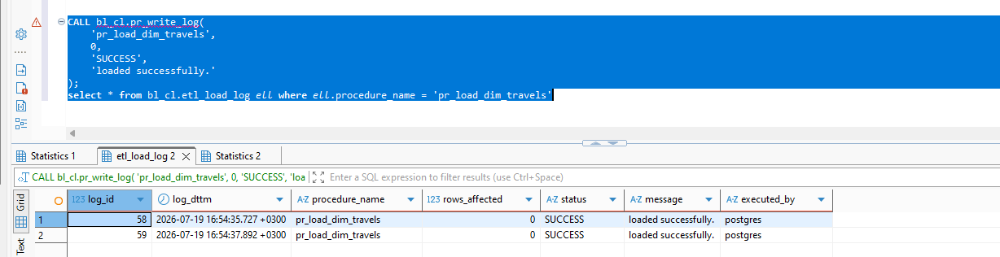 CALL bl_cl.pr_write_log(
'pr_load_dim_travels',
0,
'SUCCESS',
'loaded successfully.'
);
select * from bl_cl.etl_load_log ell where ell.procedure_name = 'pr_load_dim_travels'
Statistics 1 etl_load_log 2 Statistics 2
CALL bl_cl.pr_write_log( 'pr_load_dim_travels', 0, 'SUCCESS', 'loa Enter a SQL expression to filter results (use Ctrl+Space)
Grid
Text
123 log_id log_dttm A-Z procedure_name 123 rows_affected A-Z status A-Z message A-Z executed_by
1 58 2026-07-19 16:54:35.727 +0300 pr_load_dim_travels 0 SUCCESS loaded successfully. postgres
2 59 2026-07-19 16:54:37.892 +0300 pr_load_dim_travels 0 SUCCESS loaded successfully. postgres